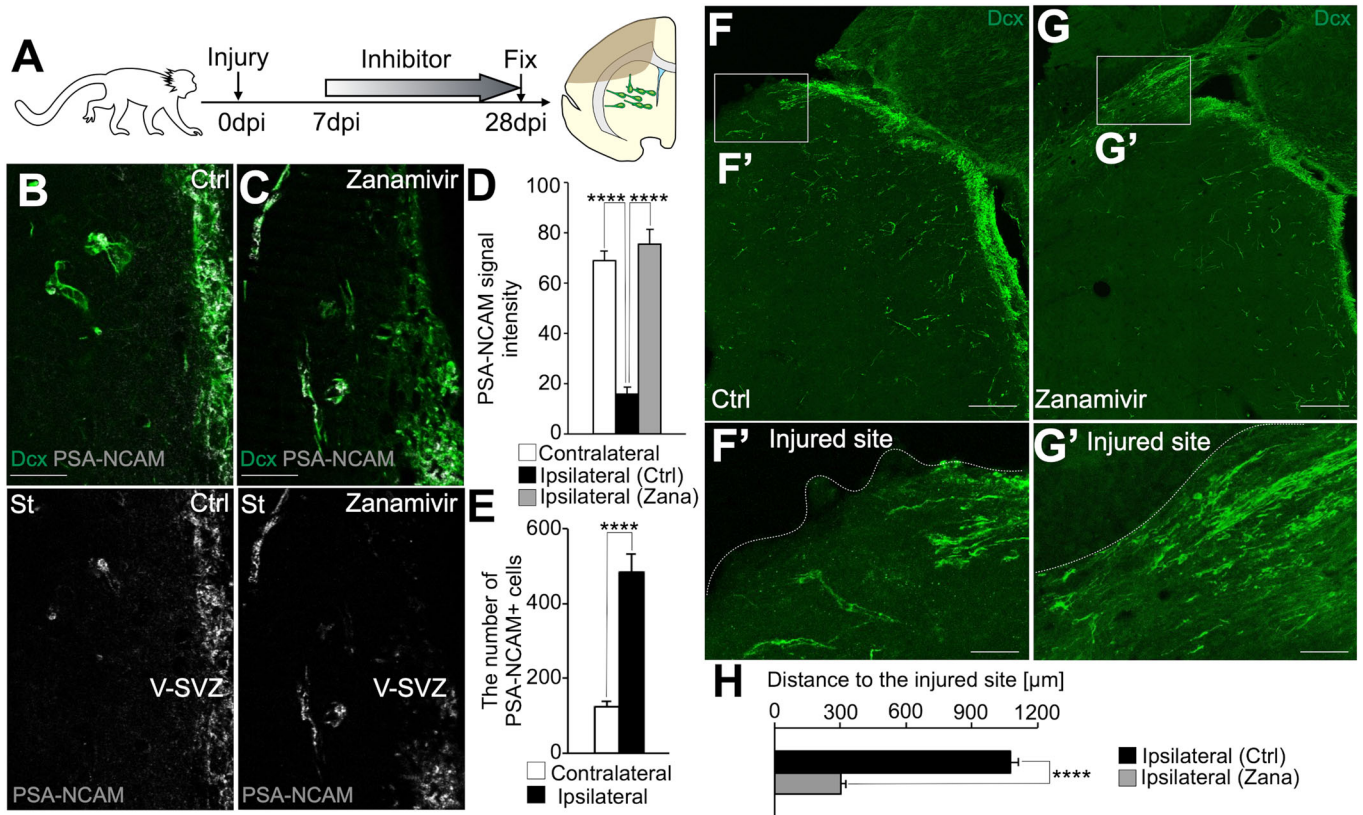 A
Injury
Inhibitor
Fix
0dpi
7dpi
28dpi
B
Ctrl
Dcx PSA-NCAM
St
Ctrl
V-SVZ
PSA-NCAM
C
Zanamivir
Dcx PSA-NCAM
St
Zanamivir
V-SVZ
PSA-NCAM
D
PSA-NCAM signal
intensity
100
80
60
40
20
0
**** ****
Contralateral
Ipsilateral (Ctrl)
Ipsilateral (Zana)
E
The number of
PSA-NCAM+ cells
600
400
200
0
****
Contralateral
Ipsilateral
F
Dcx
F’
Ctrl
G
Dcx
G’
Zanamivir
F’
Injured site
G’
Injured site
H
Distance to the injured site [µm]
0 300 600 900 1200
****
Ipsilateral (Ctrl)
Ipsilateral (Zana)